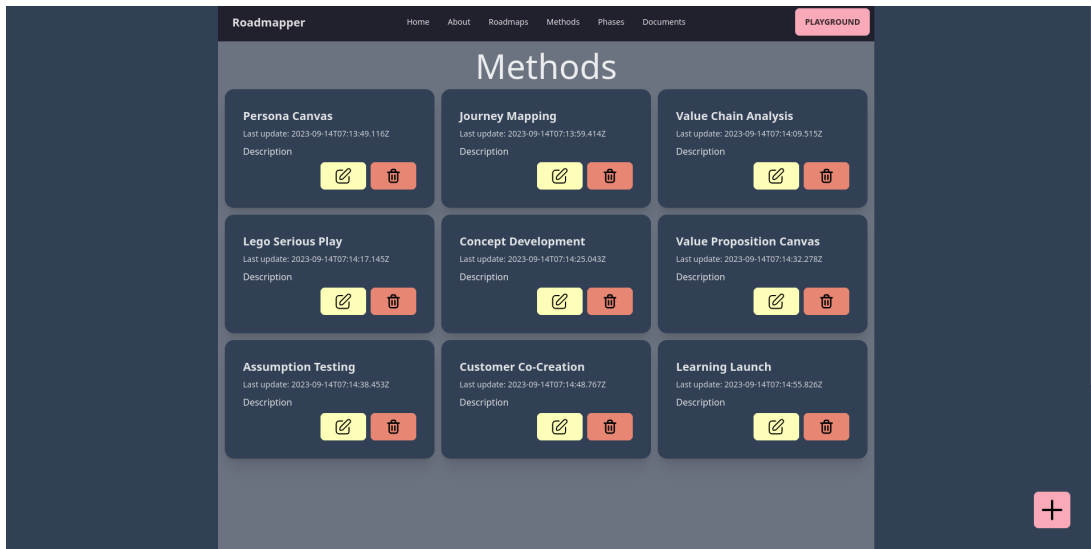 Roadmapper
Home About Roadmaps Methods Phases Documents
PLAYGROUND
Methods
Persona Canvas
Last update: 2023-09-14T07:13:49.116Z
Description
Journey Mapping
Last update: 2023-09-14T07:13:59.414Z
Description
Value Chain Analysis
Last update: 2023-09-14T07:14:09.515Z
Description
Lego Serious Play
Last update: 2023-09-14T07:14:17.145Z
Description
Concept Development
Last update: 2023-09-14T07:14:25.043Z
Description
Value Proposition Canvas
Last update: 2023-09-14T07:14:32.278Z
Description
Assumption Testing
Last update: 2023-09-14T07:14:38.453Z
Description
Customer Co-Creation
Last update: 2023-09-14T07:14:48.767Z
Description
Learning Launch
Last update: 2023-09-14T07:14:55.826Z
Description